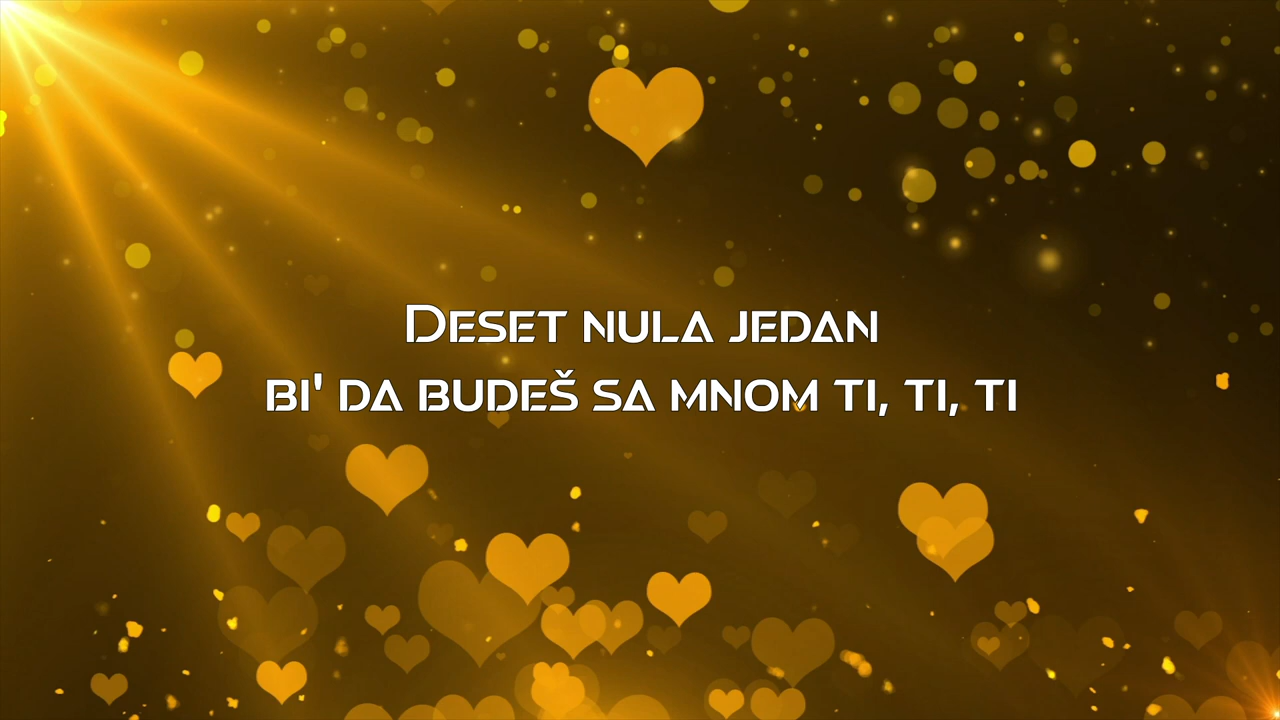 Deset nula jedan
bi' da budeš sa mnom ti, ti, ti